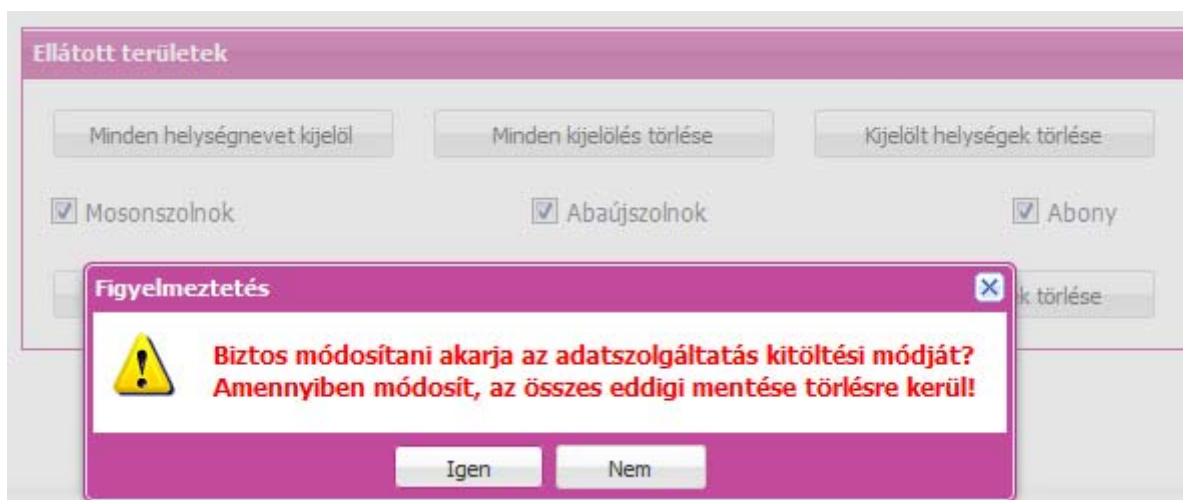 Ellátott területek
Minden helységnevet kijelöl Minden kijelölés törlése Kijelölt helységek törlése
Mosonszolnok Abaújszolnok Abony
Figyelmeztetés
k törlése
Biztos módosítani akarja az adatszolgáltatás kitöltési módját?
Amennyiben módosít, az összes eddigi mentése törlésre kerül!
Igen Nem